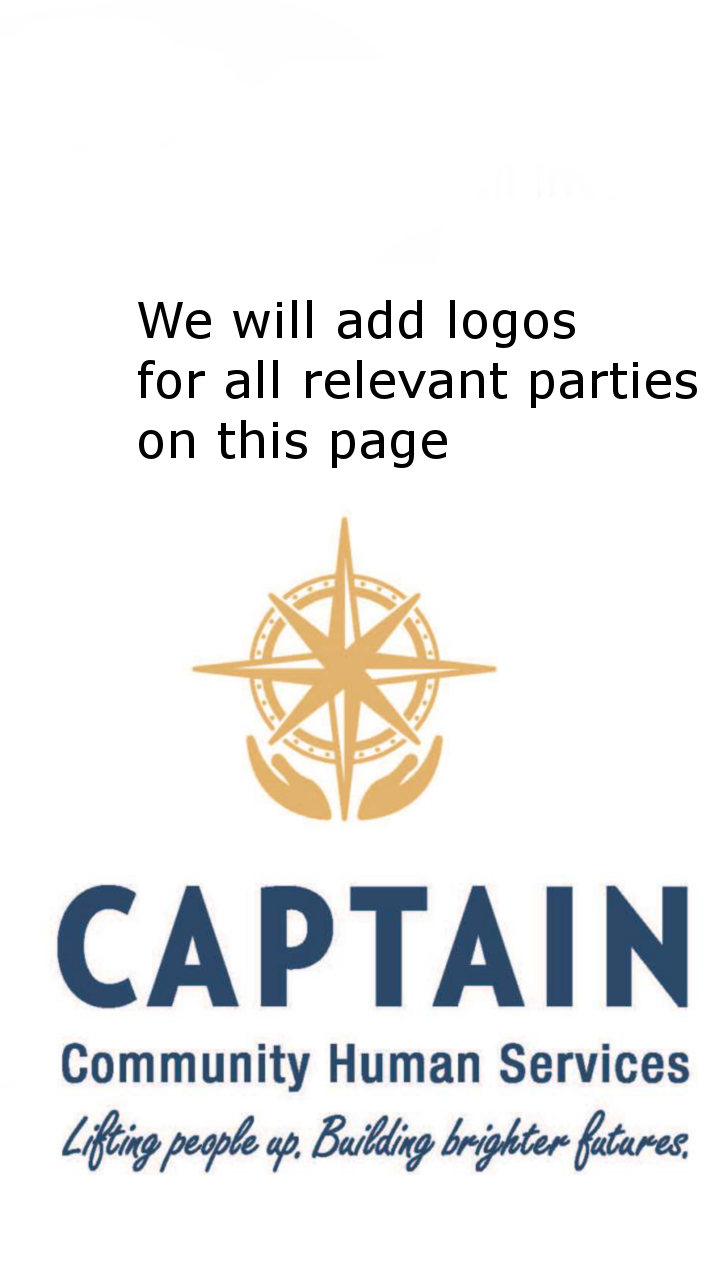 We will add logos
for all relevant parties
on this page
CAPTAIN
Community Human Services
Lifting people up. Building brighter futures.